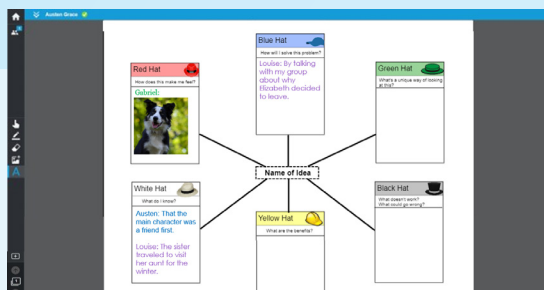 Austen Grace
Blue Hat
How will I solve this problem?
Louise: By talking
with my group
about why
Elizabeth decided
to leave.
Red Hat
How does this make me feel?
Gabriel:
Green Hat
What's a unique way of looking
at this?
Name of Idea
White Hat
What do I know?
Austen: That the
main character was
a friend first.
Louise: The sister
traveled to visit
her aunt for the
winter.
Yellow Hat
What are the benefits?
Black Hat
What doesn't work?
What could go wrong?